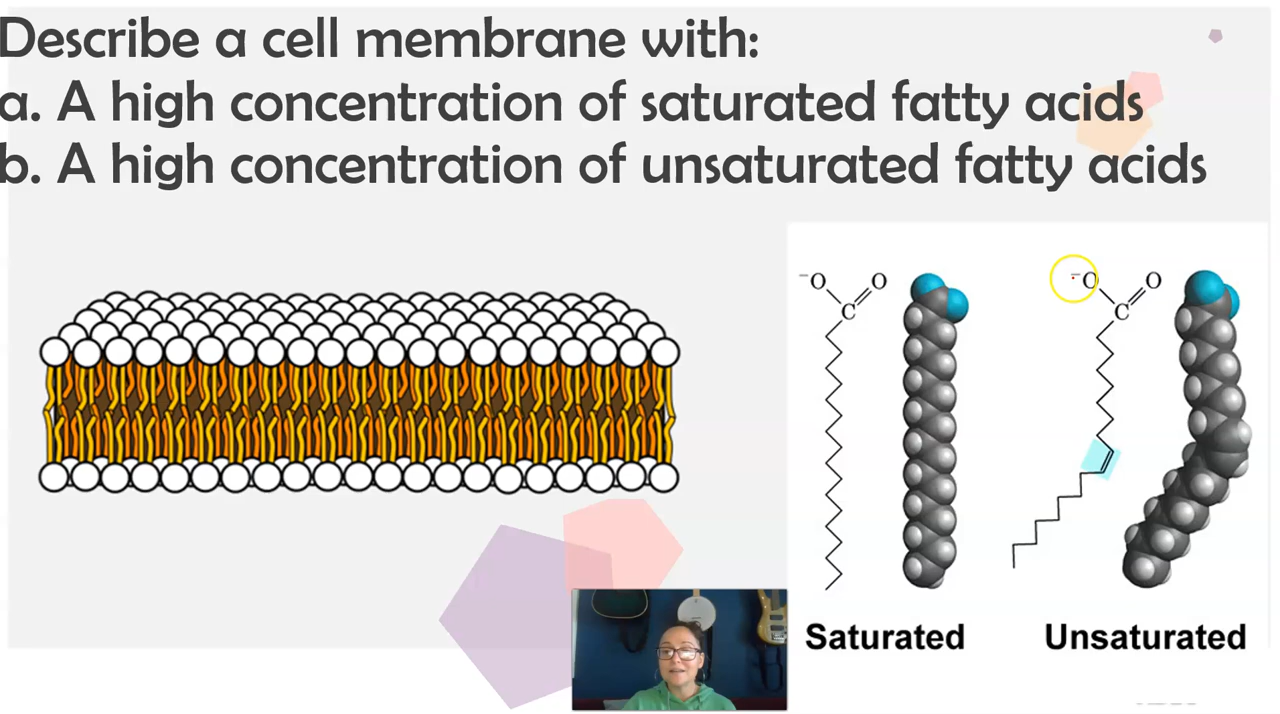 Describe a cell membrane with:
a. A high concentration of saturated fatty acids
b. A high concentration of unsaturated fatty acids
⁻O O
C
⁻O O
C
Saturated
Unsaturated